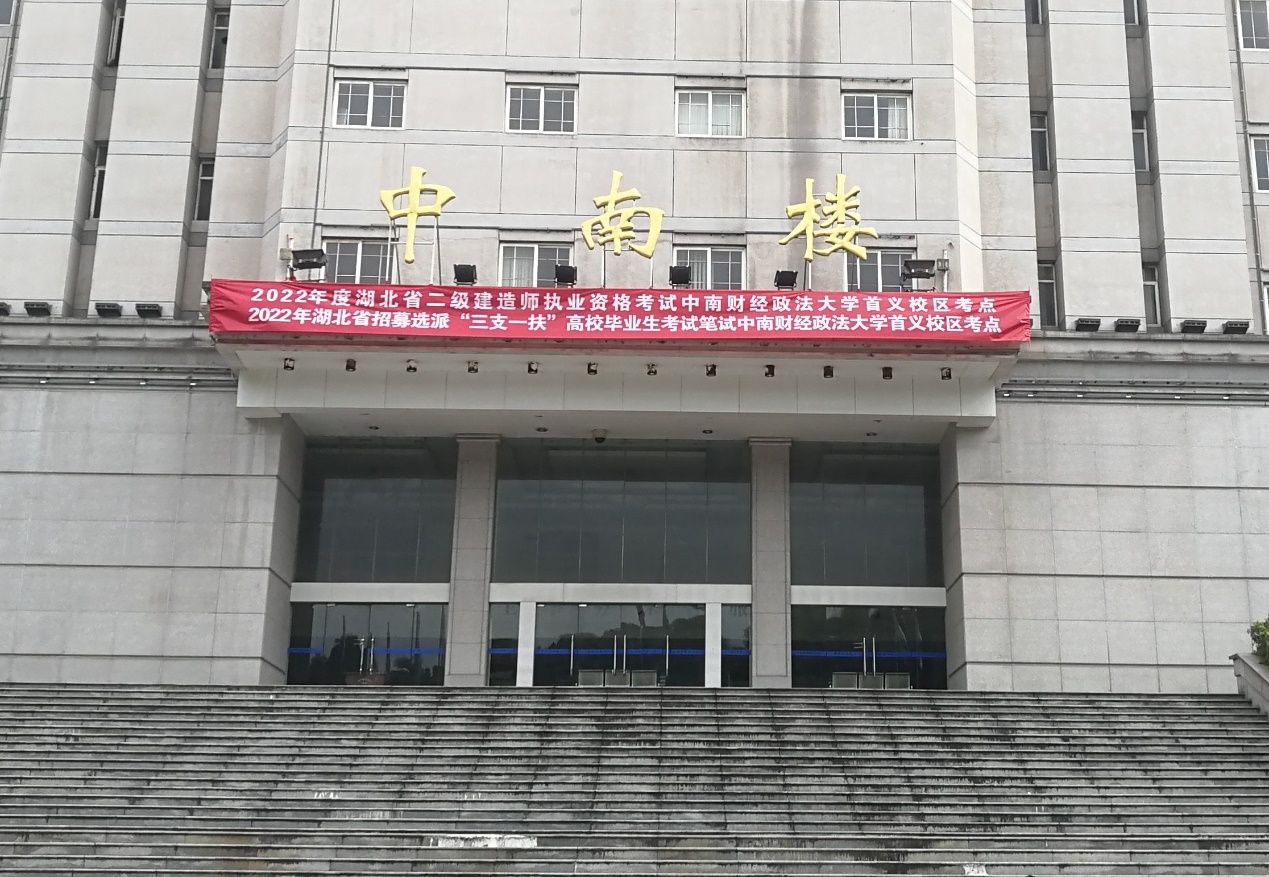 中南楼
2022年度湖北省二级建造师执业资格考试中南财经政法大学首义校区考点
2022年湖北省招募选派“三支一扶”高校毕业生考试笔试中南财经政法大学首义校区考点